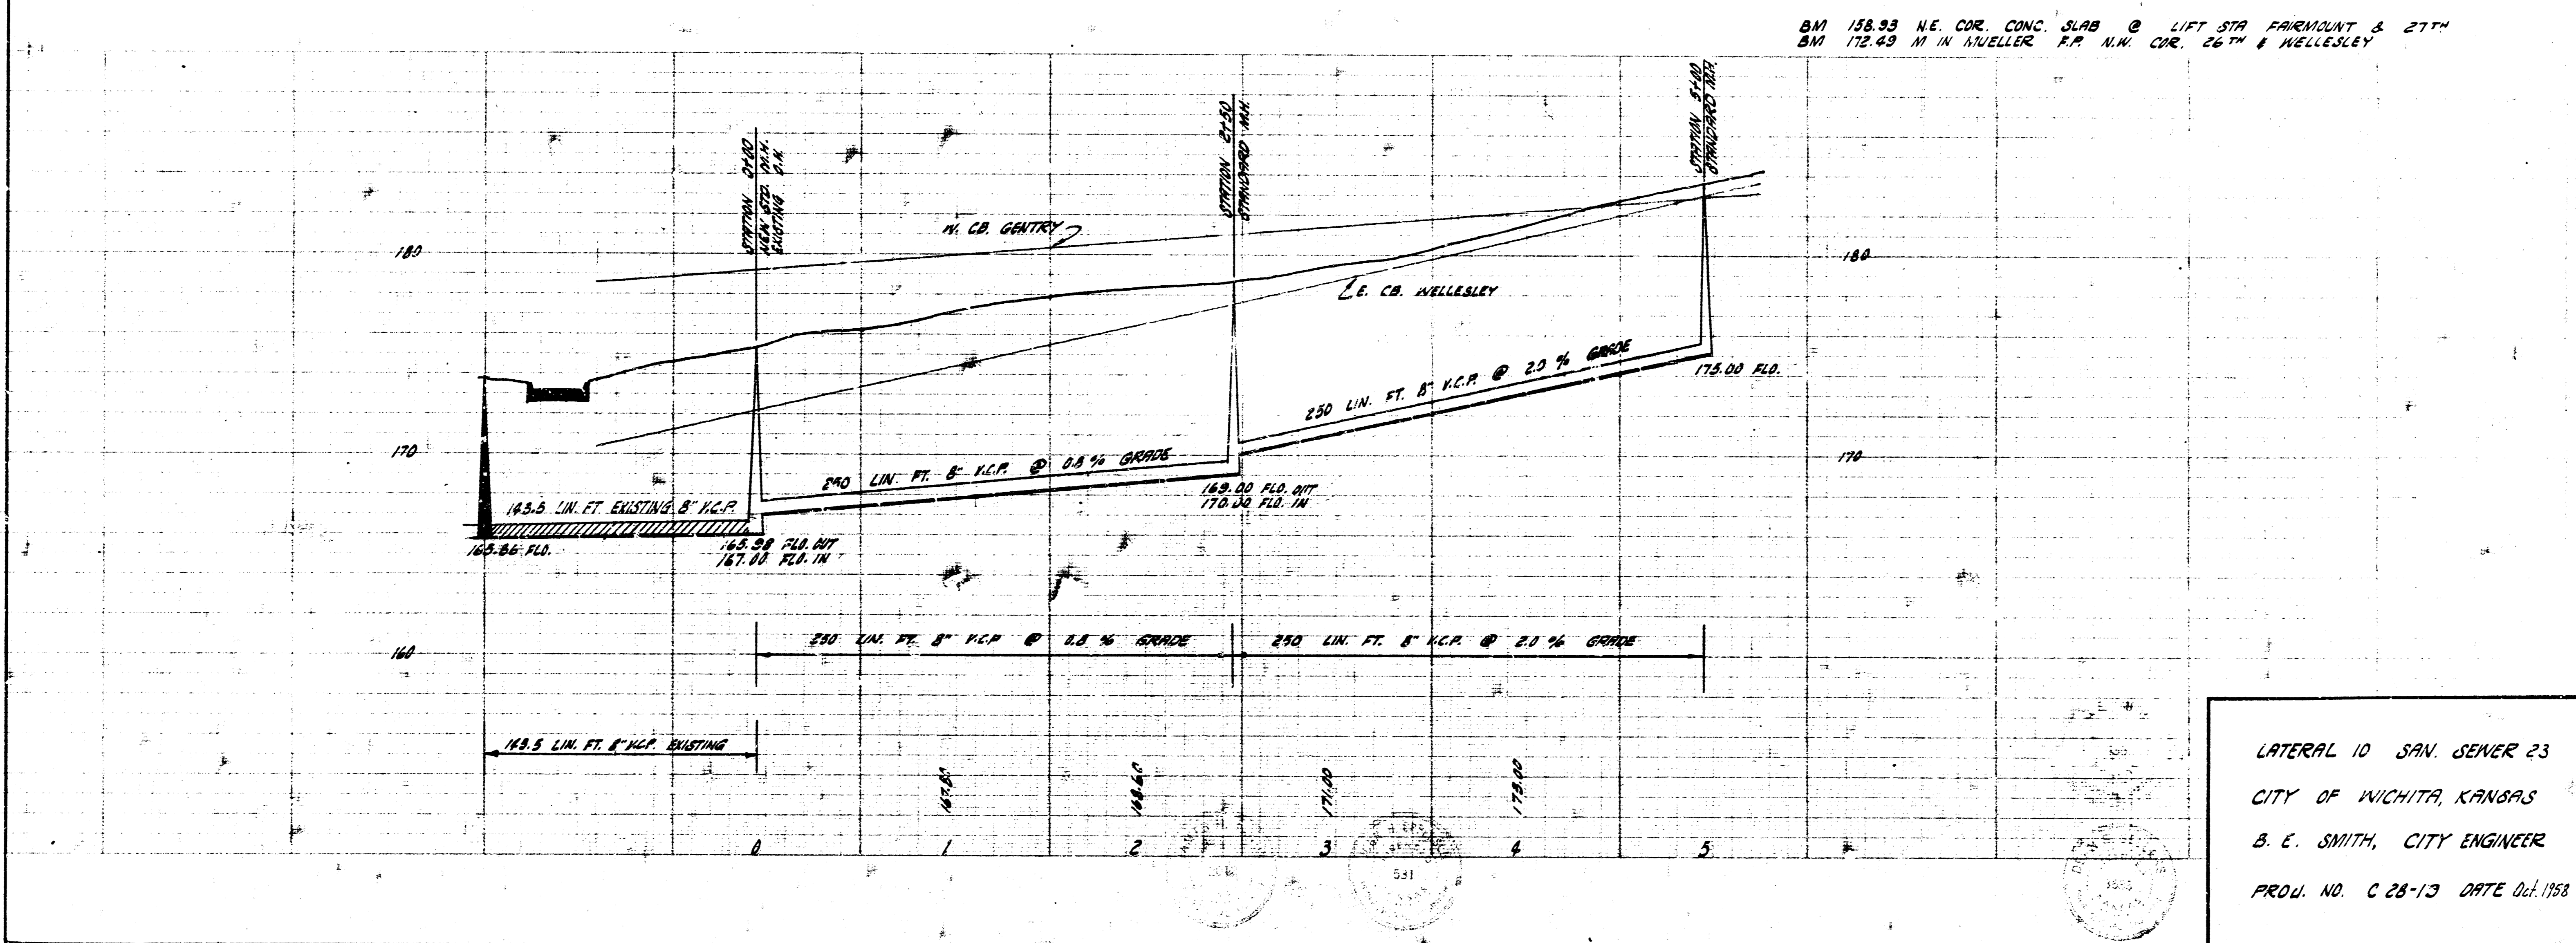 BM 158.93 N.E. COR. CONC. SLAB @ LIFT STA FAIRMOUNT & 27TH
BM 172.49 M IN MUELLER F.P. N.W. COR. 26TH & WELLESLEY
STATION 0+00
NEW STD. M.H.
EXISTING O.K.
STATION 2+50
STANDARD M.H.
STATION 5+00
STANDARD M.H.
W. CB. GENTRY
180
180
E. CB. WELLESLEY
250 LIN. FT. 8" V.C.P. @ 2.0 % GRADE
175.00 FLO.
170
170
250 LIN. FT. 8" V.C.P. @ 0.8 % GRADE
169.00 FLO. OUT
170.00 FLO. IN
143.5 LIN. FT. EXISTING 8" V.C.P.
FLO.
165.98 FLO. OUT
167.00 FLO. IN
160
250 LIN. FT. 8" V.C.P @ 0.8 % GRADE
250 LIN. FT. 8" V.C.P. @ 2.0 % GRADE
143.5 LIN. FT. 8" V.C.P. EXISTING
167.80
168.60
171.00
173.00
0 1 2 3 4 5
LATERAL 10 SAN. SEWER 23
CITY OF WICHITA, KANSAS
B. E. SMITH, CITY ENGINEER
PROJ. NO. C 28-13 DATE Oct. 1958